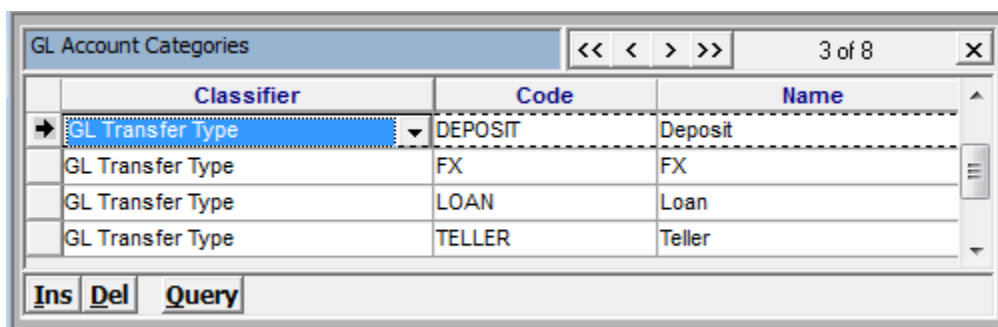 GL Account Categories << < > >> 3 of 8 X
Classifier Code Name
GL Transfer Type DEPOSIT Deposit
GL Transfer Type FX FX
GL Transfer Type LOAN Loan
GL Transfer Type TELLER Teller
Ins Del Query